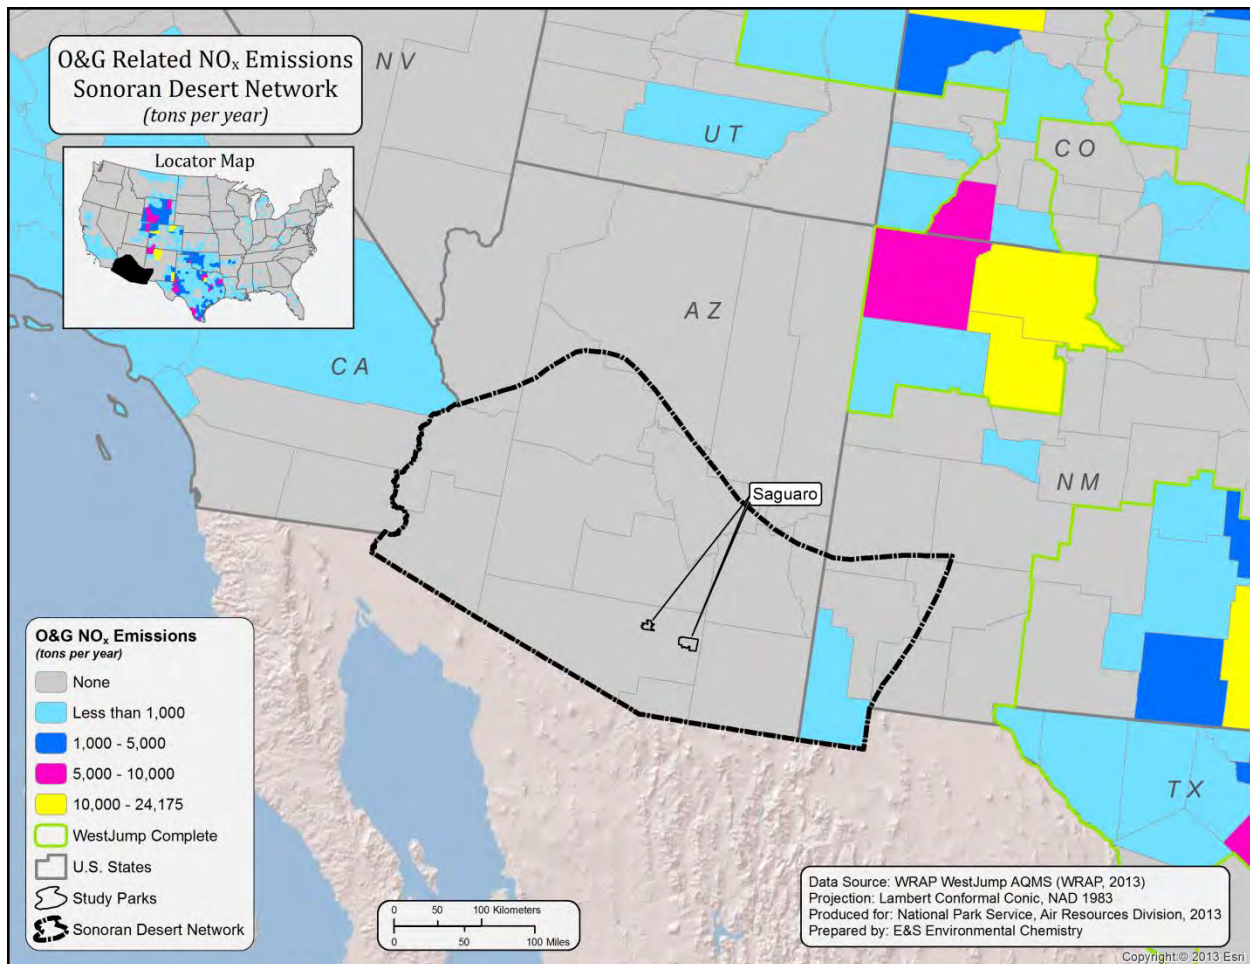 O&G Related NOx Emissions
Sonoran Desert Network
(tons per year)
Locator Map
NV
UT
CO
AZ
CA
NM
TX
Saguaro
O&G NOx Emissions
(tons per year)
None
Less than 1,000
1,000 - 5,000
5,000 - 10,000
10,000 - 24,175
WestJump Complete
U.S. States
Study Parks
Sonoran Desert Network
0 50 100 Kilometers
0 50 100 Miles
Data Source: WRAP WestJump AQMS (WRAP, 2013)
Projection: Lambert Conformal Conic, NAD 1983
Produced for: National Park Service, Air Resources Division, 2013
Prepared by: E&S Environmental Chemistry
Copyright:© 2013 Esri